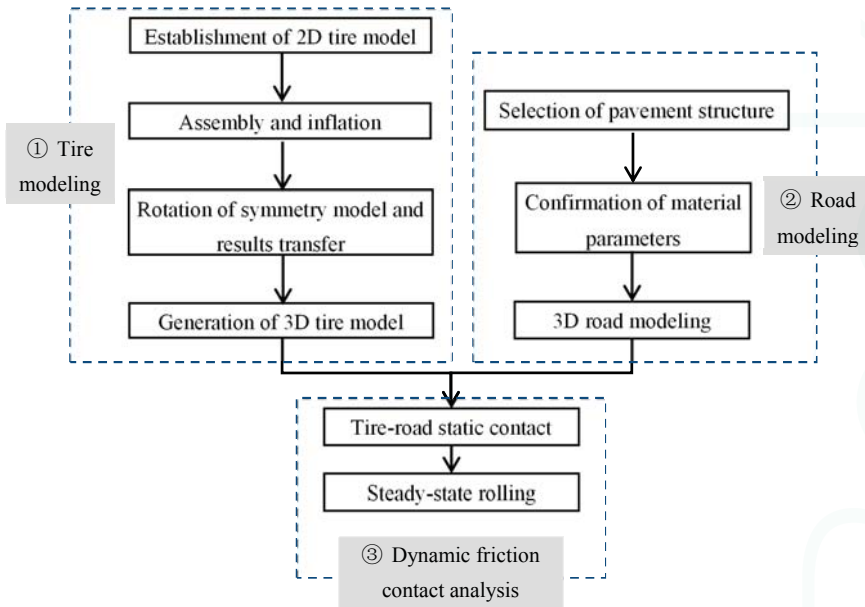 ① Tire
modeling
Establishment of 2D tire model
Assembly and inflation
Rotation of symmetry model and
results transfer
Generation of 3D tire model
Selection of pavement structure
Confirmation of material
parameters
3D road modeling
② Road
modeling
Tire-road static contact
Steady-state rolling
③ Dynamic friction
contact analysis